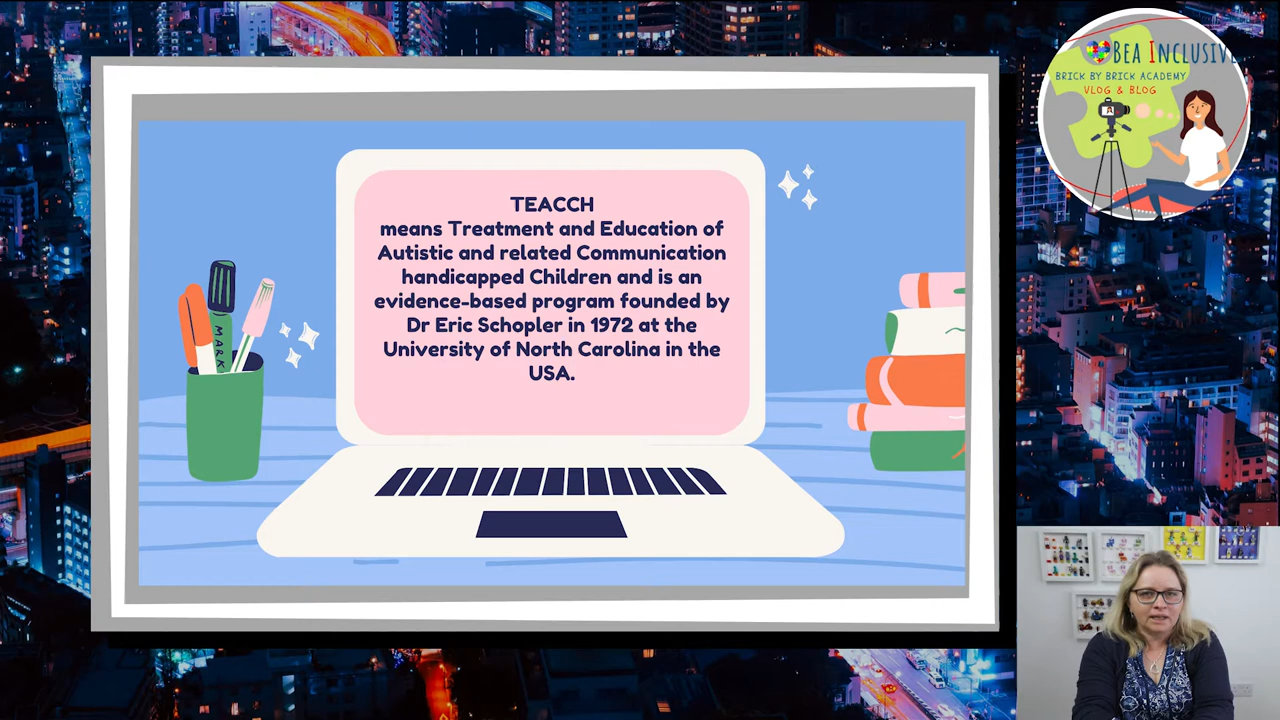 TEACCH
means Treatment and Education of
Autistic and related Communication
handicapped Children and is an
evidence-based program founded by
Dr Eric Schopler in 1972 at the
University of North Carolina in the
USA.
MARK
BEA INCLUSIVE
BRICK BY BRICK ACADEMY
VLOG & BLOG
A